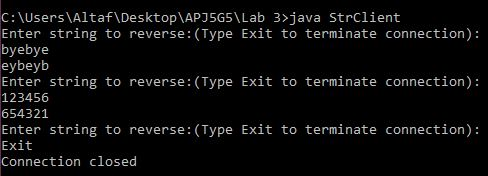 C:\Users\Altaf\Desktop\APJ5G5\Lab 3>java StrClient
Enter string to reverse:(Type Exit to terminate connection):
byebye
eybeyb
Enter string to reverse:(Type Exit to terminate connection):
123456
654321
Enter string to reverse:(Type Exit to terminate connection):
Exit
Connection closed